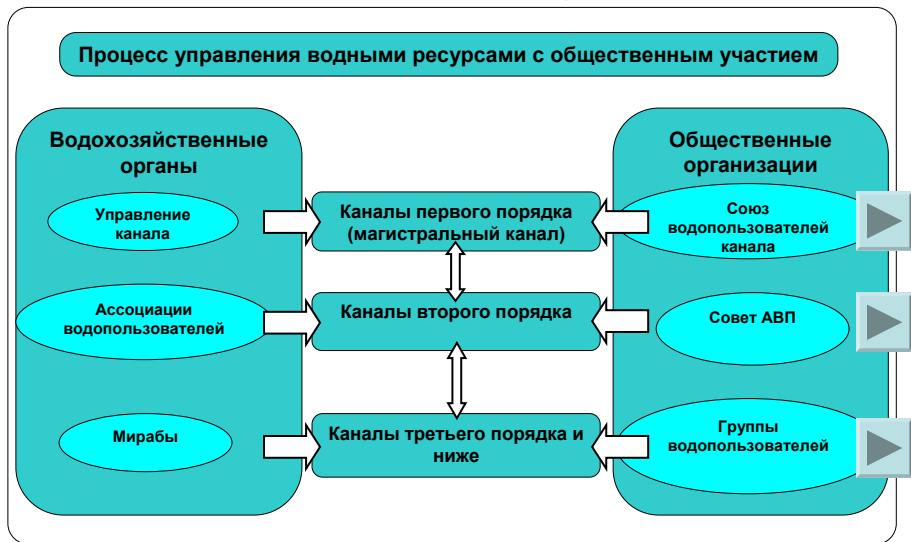 Процесс управления водными ресурсами с общественным участием
Водохозяйственные
органы
Управление
канала
Ассоциации
водопользователей
Мирабы
Каналы первого порядка
(магистральный канал)
Каналы второго порядка
Каналы третьего порядка и
ниже
Общественные
организации
Союз
водопользователей
канала
Совет АВП
Группы
водопользователей